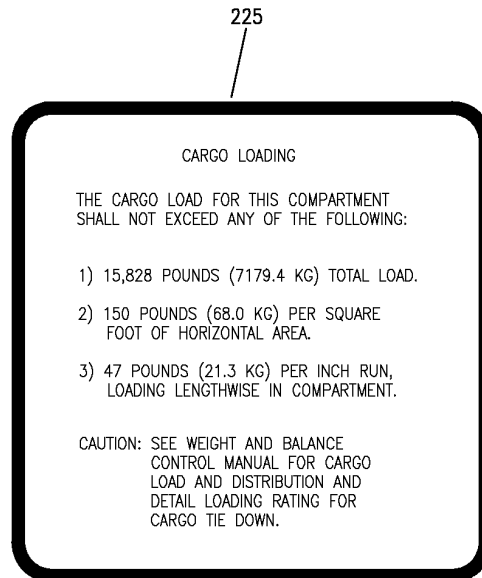 225
CARGO LOADING
THE CARGO LOAD FOR THIS COMPARTMENT
SHALL NOT EXCEED ANY OF THE FOLLOWING:
1) 15,828 POUNDS (7179.4 KG) TOTAL LOAD.
2) 150 POUNDS (68.0 KG) PER SQUARE
FOOT OF HORIZONTAL AREA.
3) 47 POUNDS (21.3 KG) PER INCH RUN,
LOADING LENGTHWISE IN COMPARTMENT.
CAUTION: SEE WEIGHT AND BALANCE
CONTROL MANUAL FOR CARGO
LOAD AND DISTRIBUTION AND
DETAIL LOADING RATING FOR
CARGO TIE DOWN.